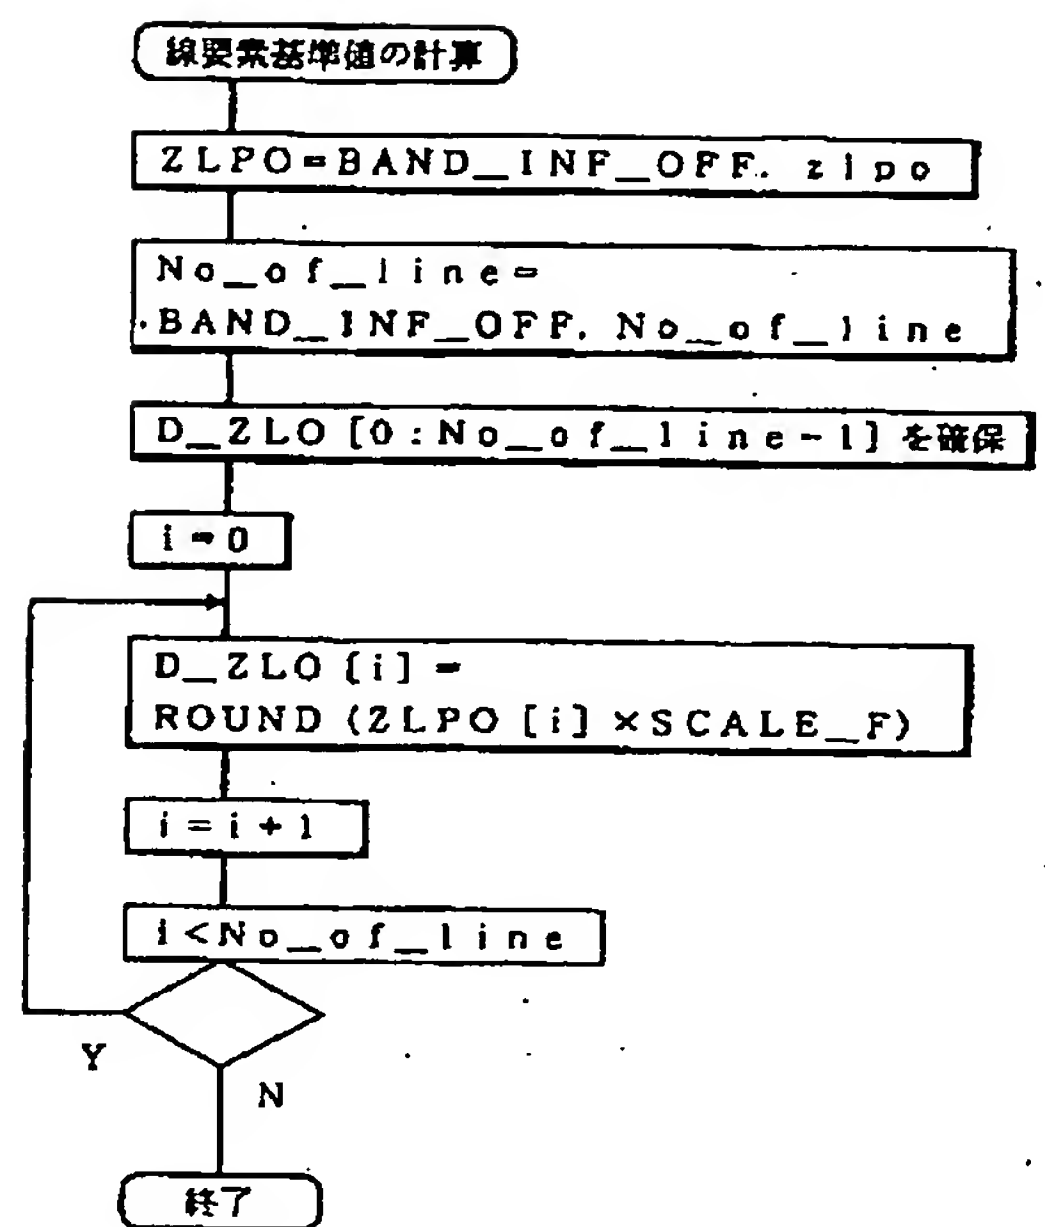 線要素基準値の計算
ZLPO=BAND_INF_OFF. zlpo
No_of_line=
BAND_INF_OFF. No_of_line
D_ZLO [0:No_of_line-1] を確保
i=0
D_ZLO [i] =
ROUND (ZLPO [i] ×SCALE_F)
i=i+1
i<No_of_line
Y
N
終了